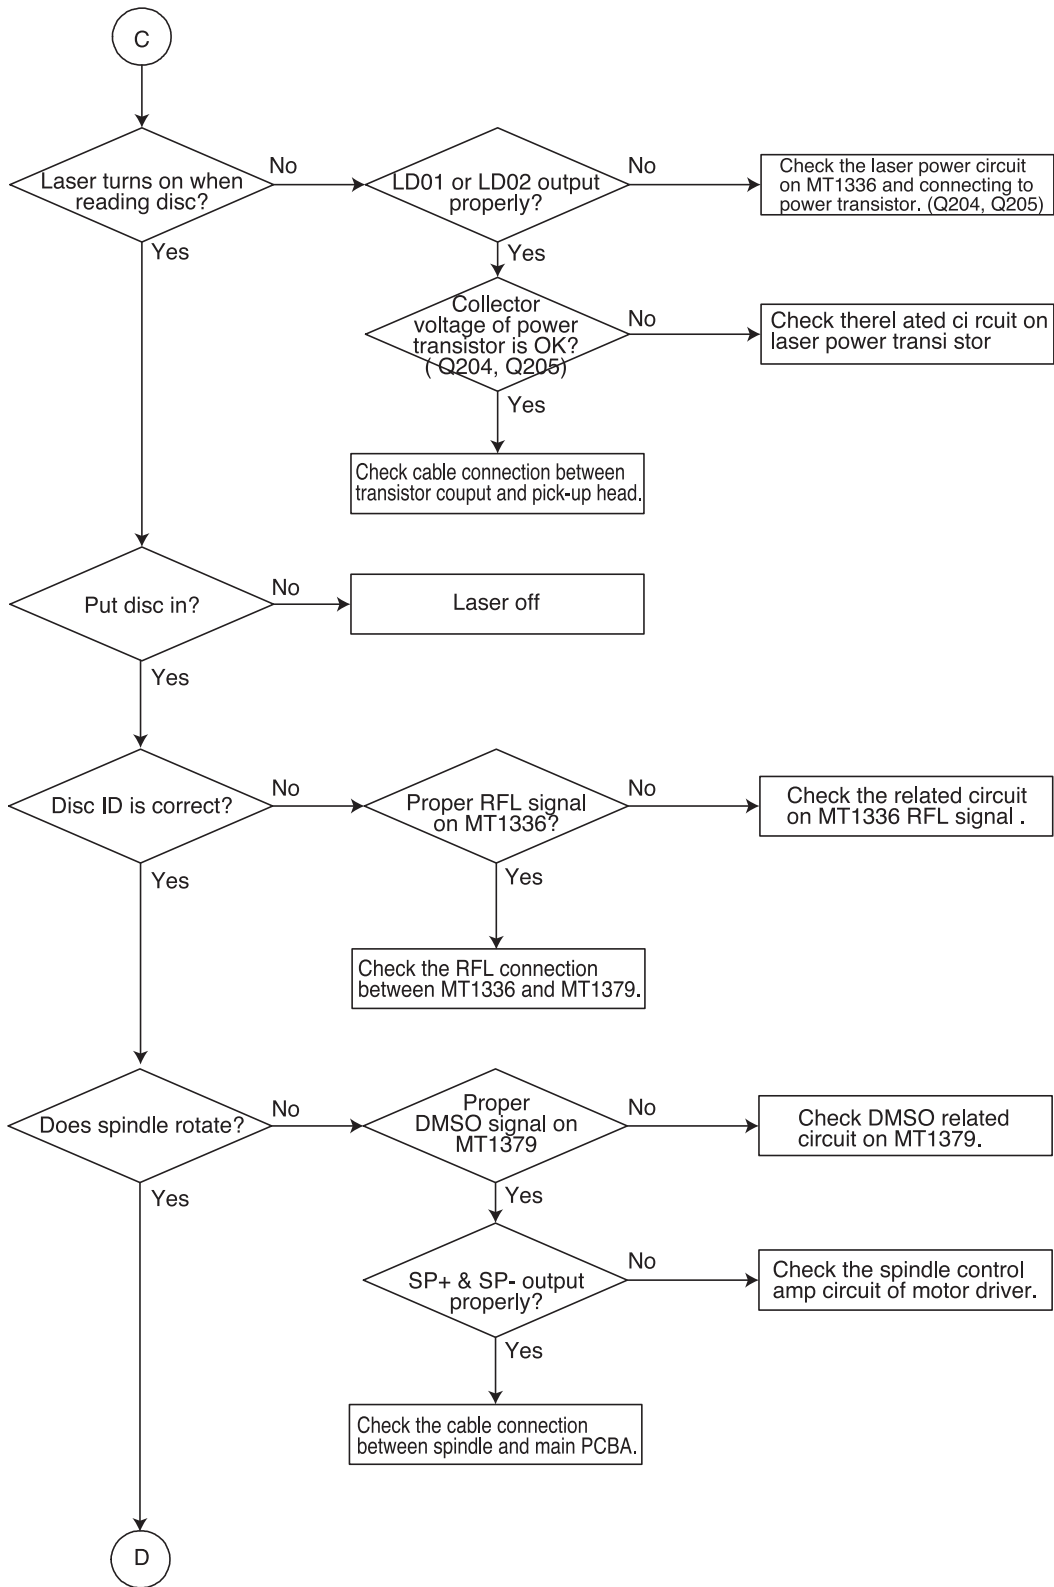 C
Laser turns on when
reading disc?
No
LD01 or LD02 output
properly?
No
Check the laser power circuit
on MT1336 and connecting to
power transistor. (Q204, Q205)
Yes
Yes
Collector
voltage of power
transistor is OK?
( Q204, Q205)
No
Check therel ated ci rcuit on
laser power transi stor
Yes
Check cable connection between
transistor couput and pick-up head.
Put disc in?
No
Laser off
Yes
Disc ID is correct?
No
Proper RFL signal
on MT1336?
No
Check the related circuit
on MT1336 RFL signal .
Yes
Yes
Check the RFL connection
between MT1336 and MT1379.
Does spindle rotate?
No
Proper
DMSO signal on
MT1379
No
Check DMSO related
circuit on MT1379.
Yes
Yes
SP+ & SP- output
properly?
No
Check the spindle control
amp circuit of motor driver.
Yes
Check the cable connection
between spindle and main PCBA.
D